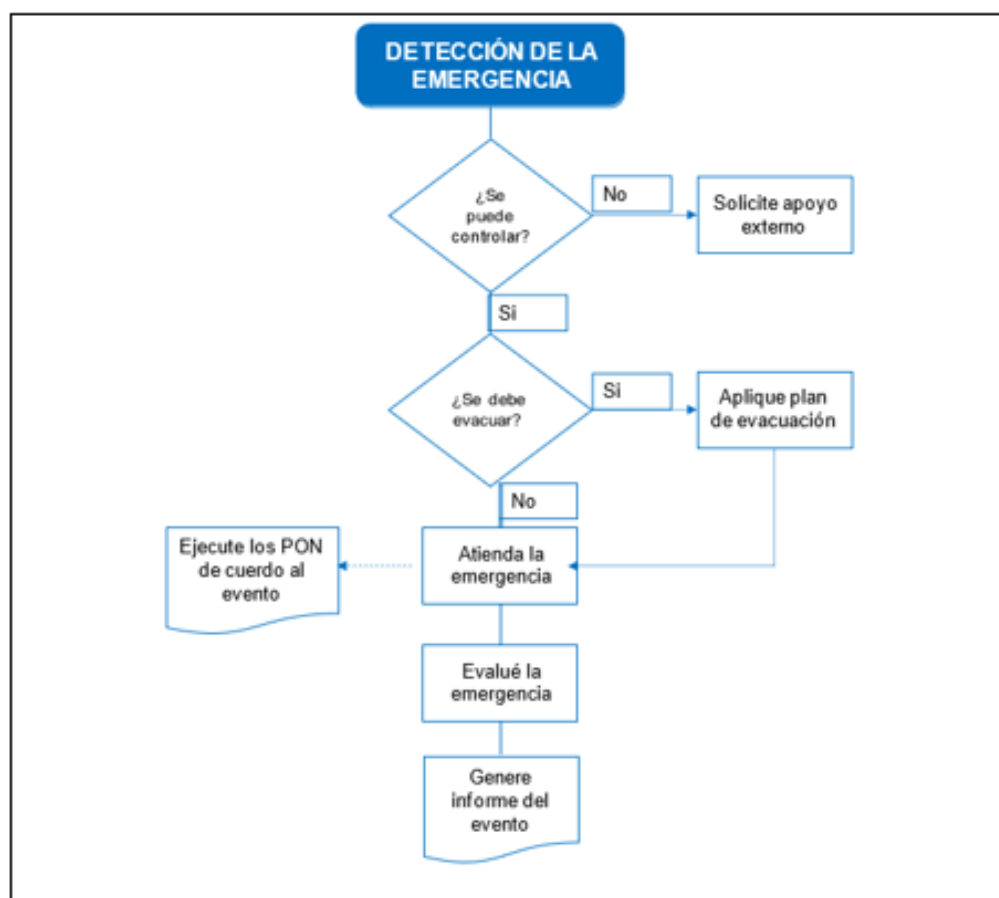 DETECCIÓN DE LA
EMERGENCIA
¿Se
puede
controlar?
No
Solicite apoyo
externo
Si
¿Se debe
evacuar?
Si
Aplique plan
de evacuación
No
Ejecute los PON
de cuerdo al
evento
Atienda la
emergencia
Evalué la
emergencia
Genere
informe del
evento